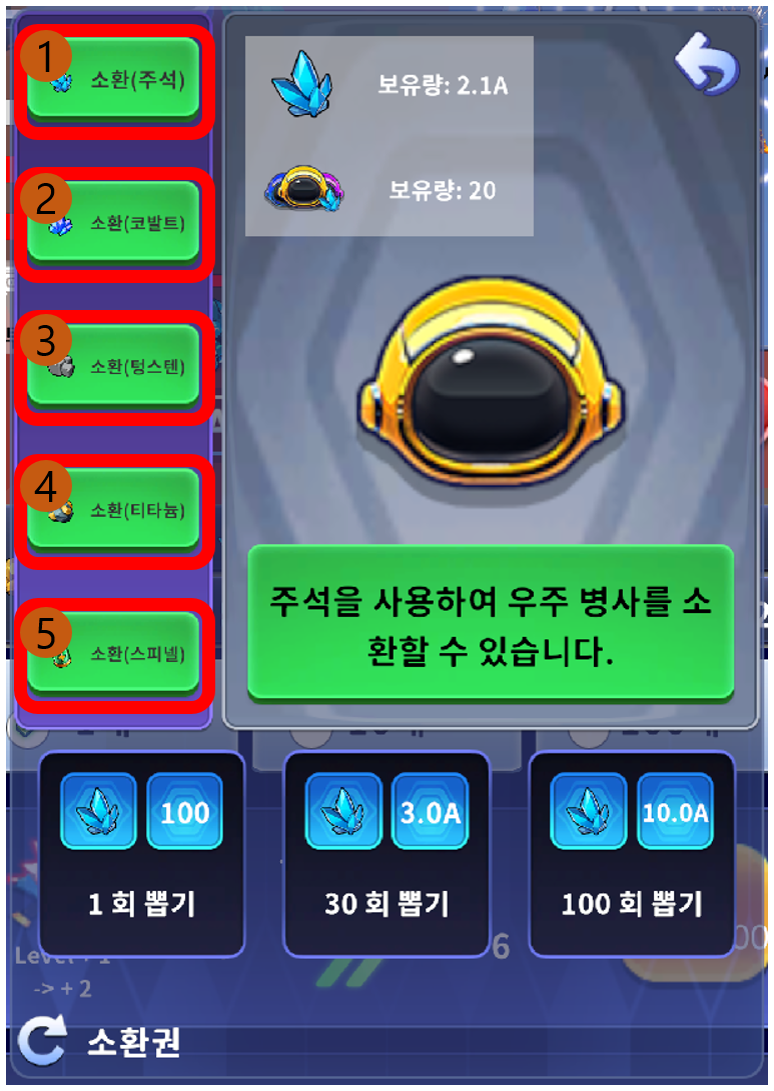 1
소환(주석)
2
소환(코발트)
3
소환(텅스텐)
4
소환(티타늄)
5
소환(스피넬)
보유량: 2.1A
보유량: 20
주석을 사용하여 우주 병사를 소
환할 수 있습니다.
100
1 회 뽑기
3.0A
30 회 뽑기
10.0A
100 회 뽑기
6
-> + 2
소환권